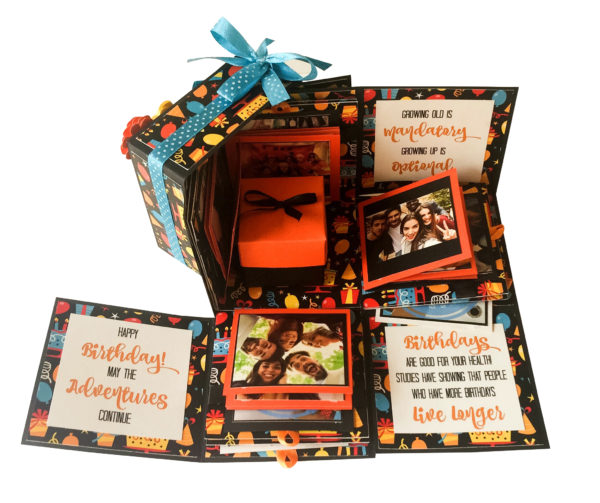 GROWING OLD IS
mandatory
GROWING UP IS
optional
HAPPY
Birthday!
MAY THE
Adventures
CONTINUE
Birthdays
ARE GOOD FOR YOUR HEALTH!
STUDIES HAVE SHOWING THAT PEOPLE
WHO HAVE MORE BIRTHDAYS
Live Longer